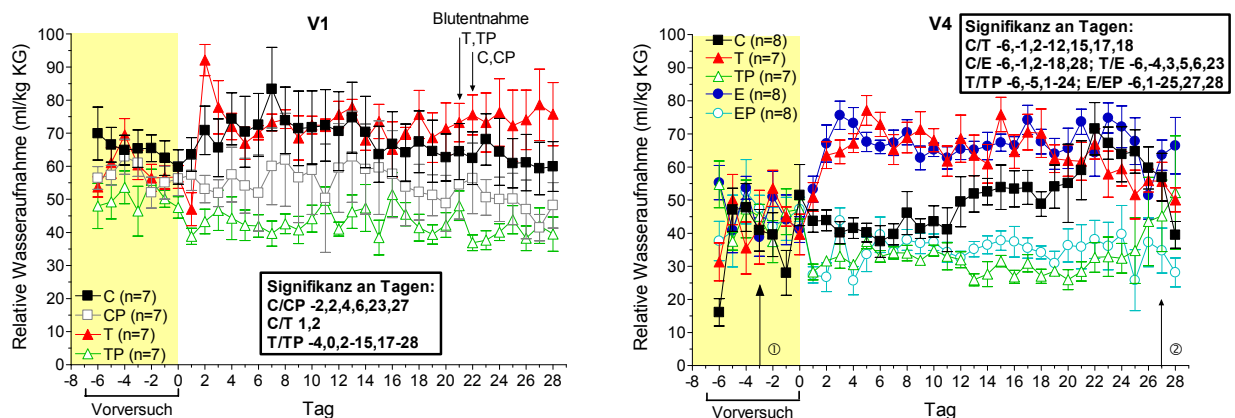 V1
Blutentnahme
T,TP
C,CP
Relative Wasseraufnahme (ml/kg KG)
100
90
80
70
60
50
40
30
20
10
0
C (n=7)
CP (n=7)
T (n=7)
TP (n=7)
Signifikanz an Tagen:
C/CP -2,2,4,6,23,27
C/T 1,2
T/TP -4,0,2-15,17-28
-8 -6 -4 -2 0 2 4 6 8 10 12 14 16 18 20 22 24 26 28
Vorversuch
Tag
V4
Signifikanz an Tagen:
C/T -6,-1,2-12,15,17,18
C/E -6,-1,2-18,28; T/E -6,-4,3,5,6,23
T/TP -6,-5,1-24; E/EP -6,1-25,27,28
Relative Wasseraufnahme (ml/kg KG)
100
90
80
70
60
50
40
30
20
10
0
C (n=8)
T (n=7)
TP (n=7)
E (n=8)
EP (n=8)
①
②
-8 -6 -4 -2 0 2 4 6 8 10 12 14 16 18 20 22 24 26 28
Vorversuch
Tag